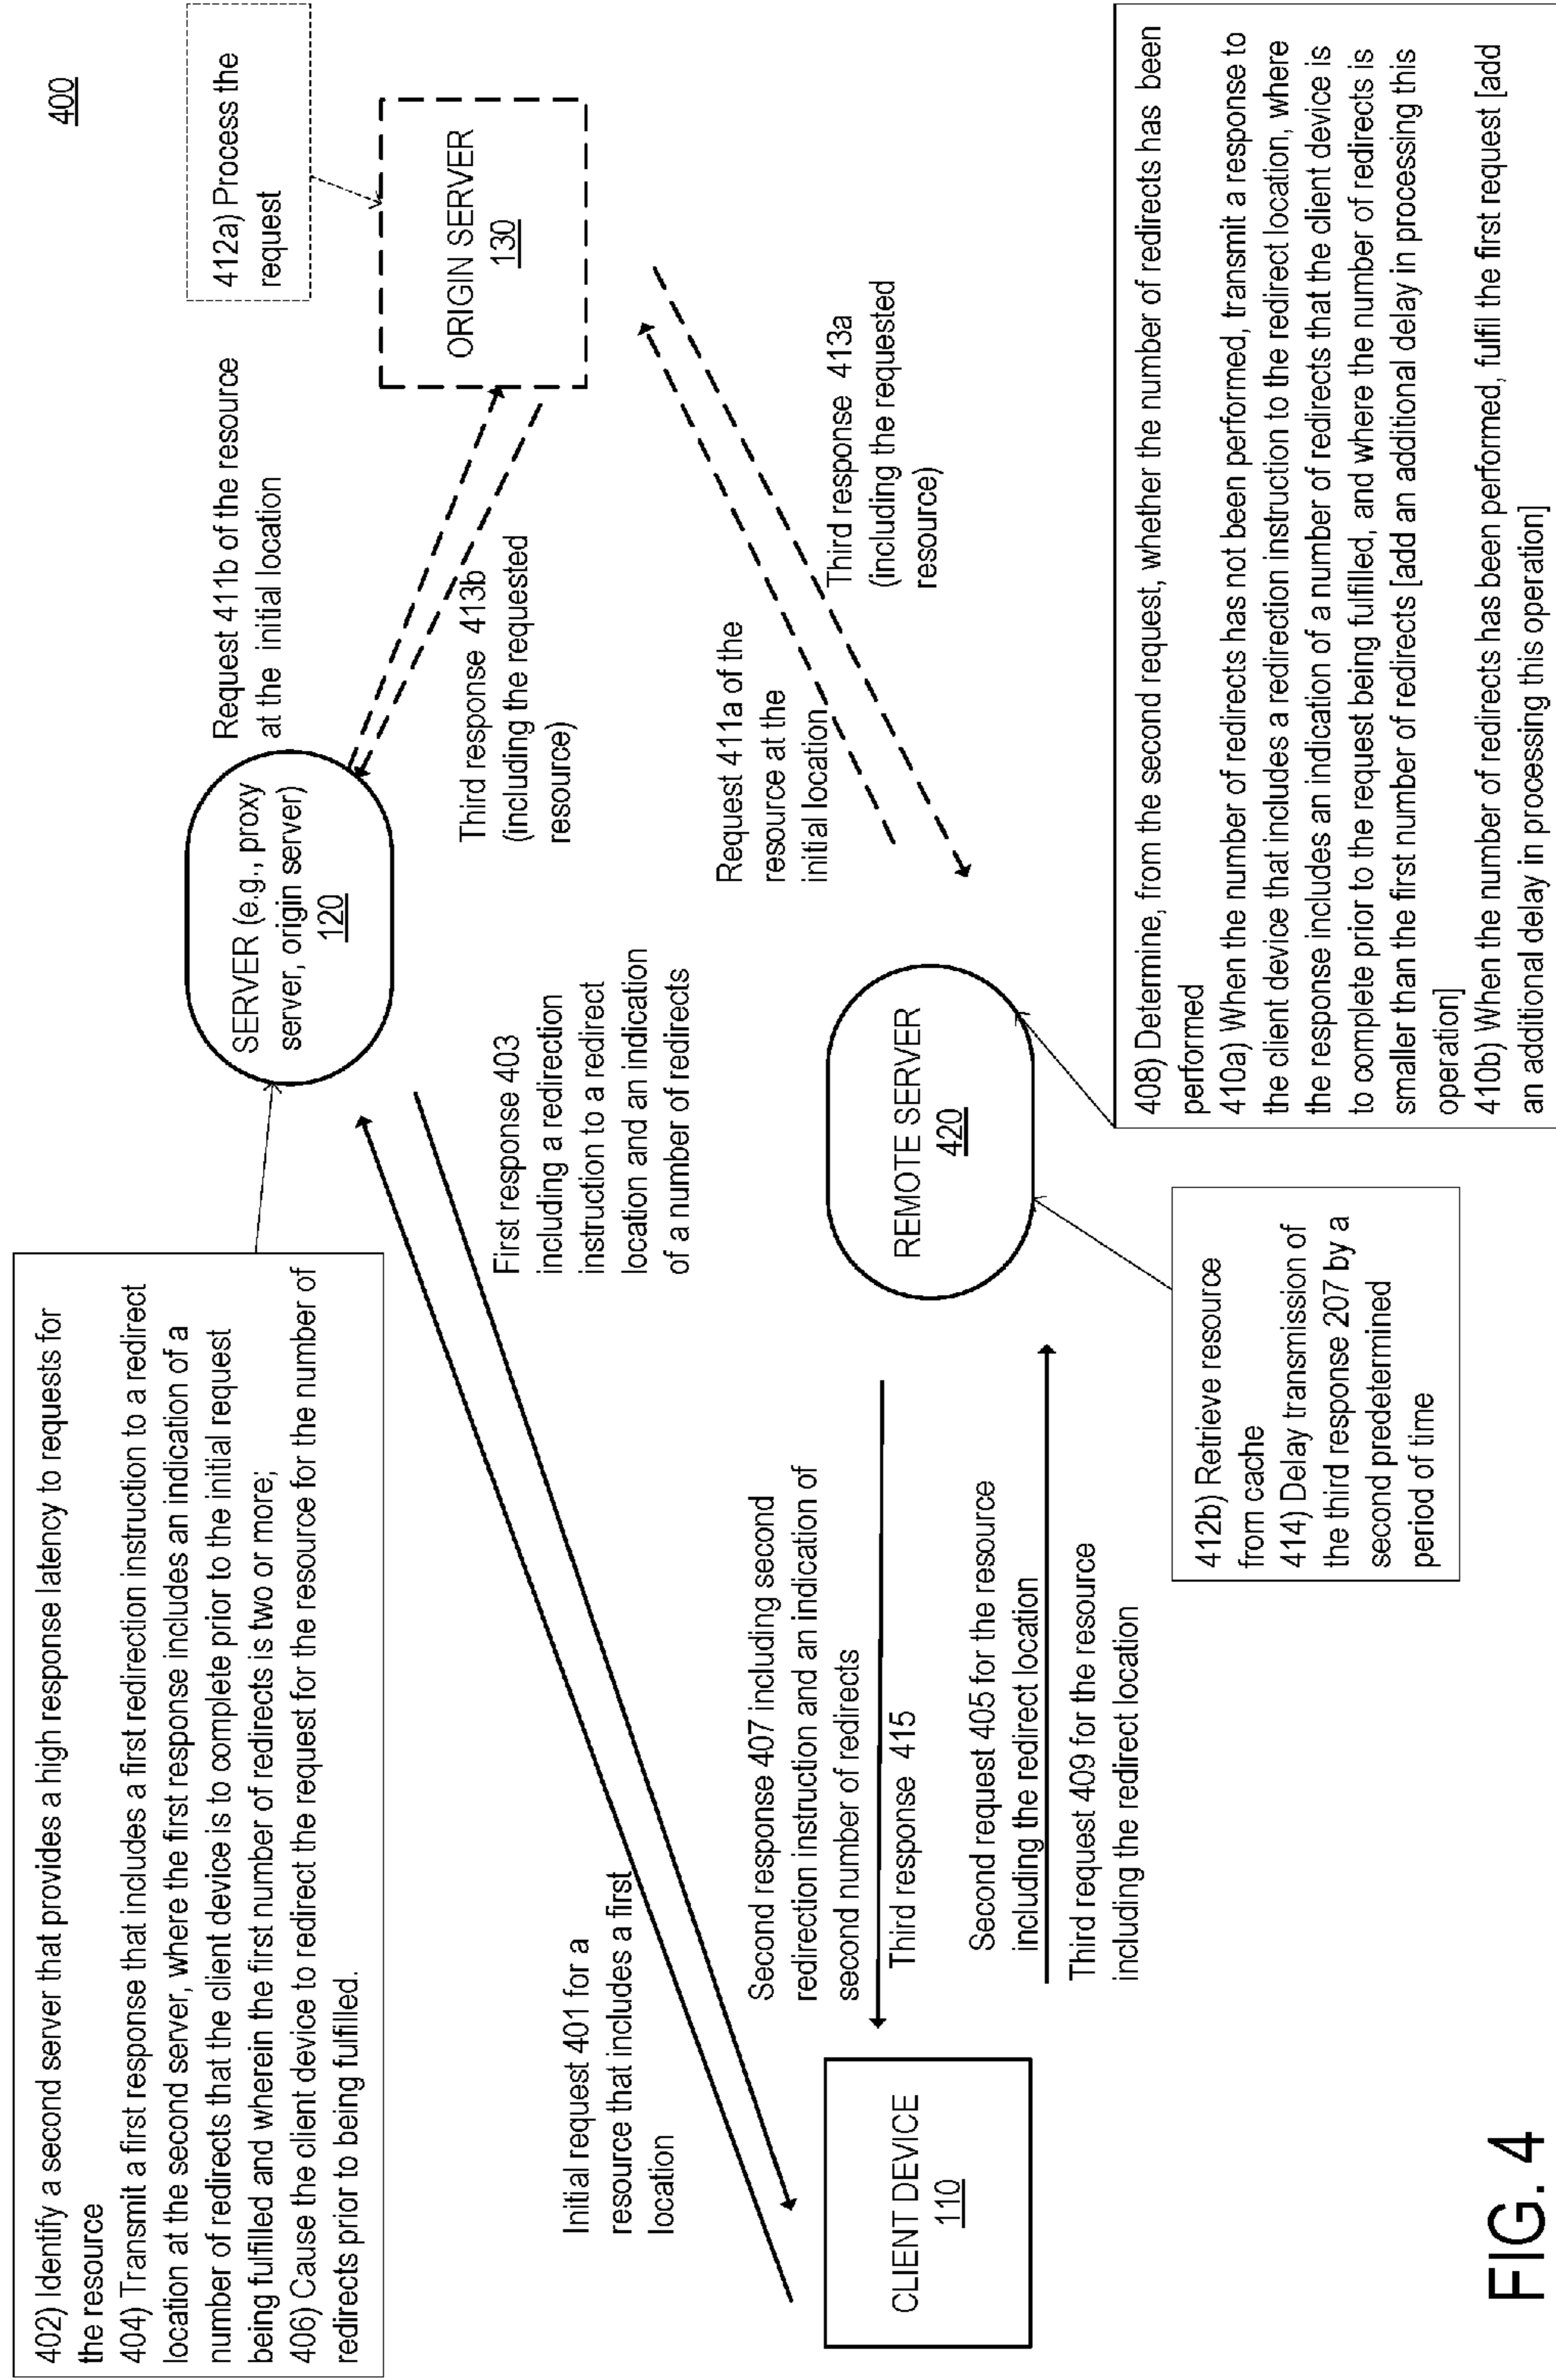 400
402) Identify a second server that provides a high response latency to requests for
the resource
404) Transmit a first response that includes a first redirection instruction to a redirect
location at the second server, where the first response includes an indication of a
number of redirects that the client device is to complete prior to the initial request
being fulfilled and wherein the first number of redirects is two or more;
406) Cause the client device to redirect the request for the resource for the number of
redirects prior to being fulfilled.
SERVER (e.g., proxy
server, origin server)
120
Request 411b of the resource
at the initial location
412a) Process the
request
ORIGIN SERVER
130
Third response 413b
(including the requested
resource)
First response 403
including a redirection
instruction to a redirect
location and an indication
of a number of redirects
Initial request 401 for a
resource that includes a first
location
Request 411a of the
resource at the
initial location
Third response 413a
(including the requested
resource)
Second response 407 including second
redirection instruction and an indication of
second number of redirects
Third response 415
CLIENT DEVICE
110
REMOTE SERVER
420
Second request 405 for the resource
including the redirect location
Third request 409 for the resource
including the redirect location
412b) Retrieve resource
from cache
414) Delay transmission of
the third response 207 by a
second predetermined
period of time
408) Determine, from the second request, whether the number of redirects has been
performed
410a) When the number of redirects has not been performed, transmit a response to
the client device that includes a redirection instruction to the redirect location, where
the response includes an indication of a number of redirects that the client device is
to complete prior to the request being fulfilled, and where the number of redirects is
smaller than the first number of redirects [add an additional delay in processing this
operation]
410b) When the number of redirects has been performed, fulfil the first request [add
an additional delay in processing this operation]
FIG. 4